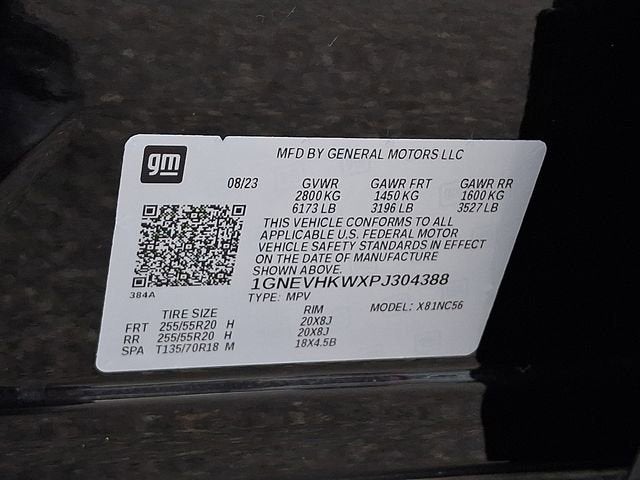 gm
MFD BY GENERAL MOTORS LLC
08/23 GVWR GAWR FRT GAWR RR
2800 KG 1450 KG 1600 KG
6173 LB 3196 LB 3527 LB
THIS VEHICLE CONFORMS TO ALL
APPLICABLE U.S. FEDERAL MOTOR
VEHICLE SAFETY STANDARDS IN EFFECT
ON THE DATE OF MANUFACTURE
SHOWN ABOVE.
1GNEVHKWXPJ304388
384A
TYPE: MPV MODEL: X81NC56
TIRE SIZE RIM
FRT 255/55R20 H 20X8J
RR 255/55R20 H 20X8J
SPA T135/70R18 M 18X4.5B